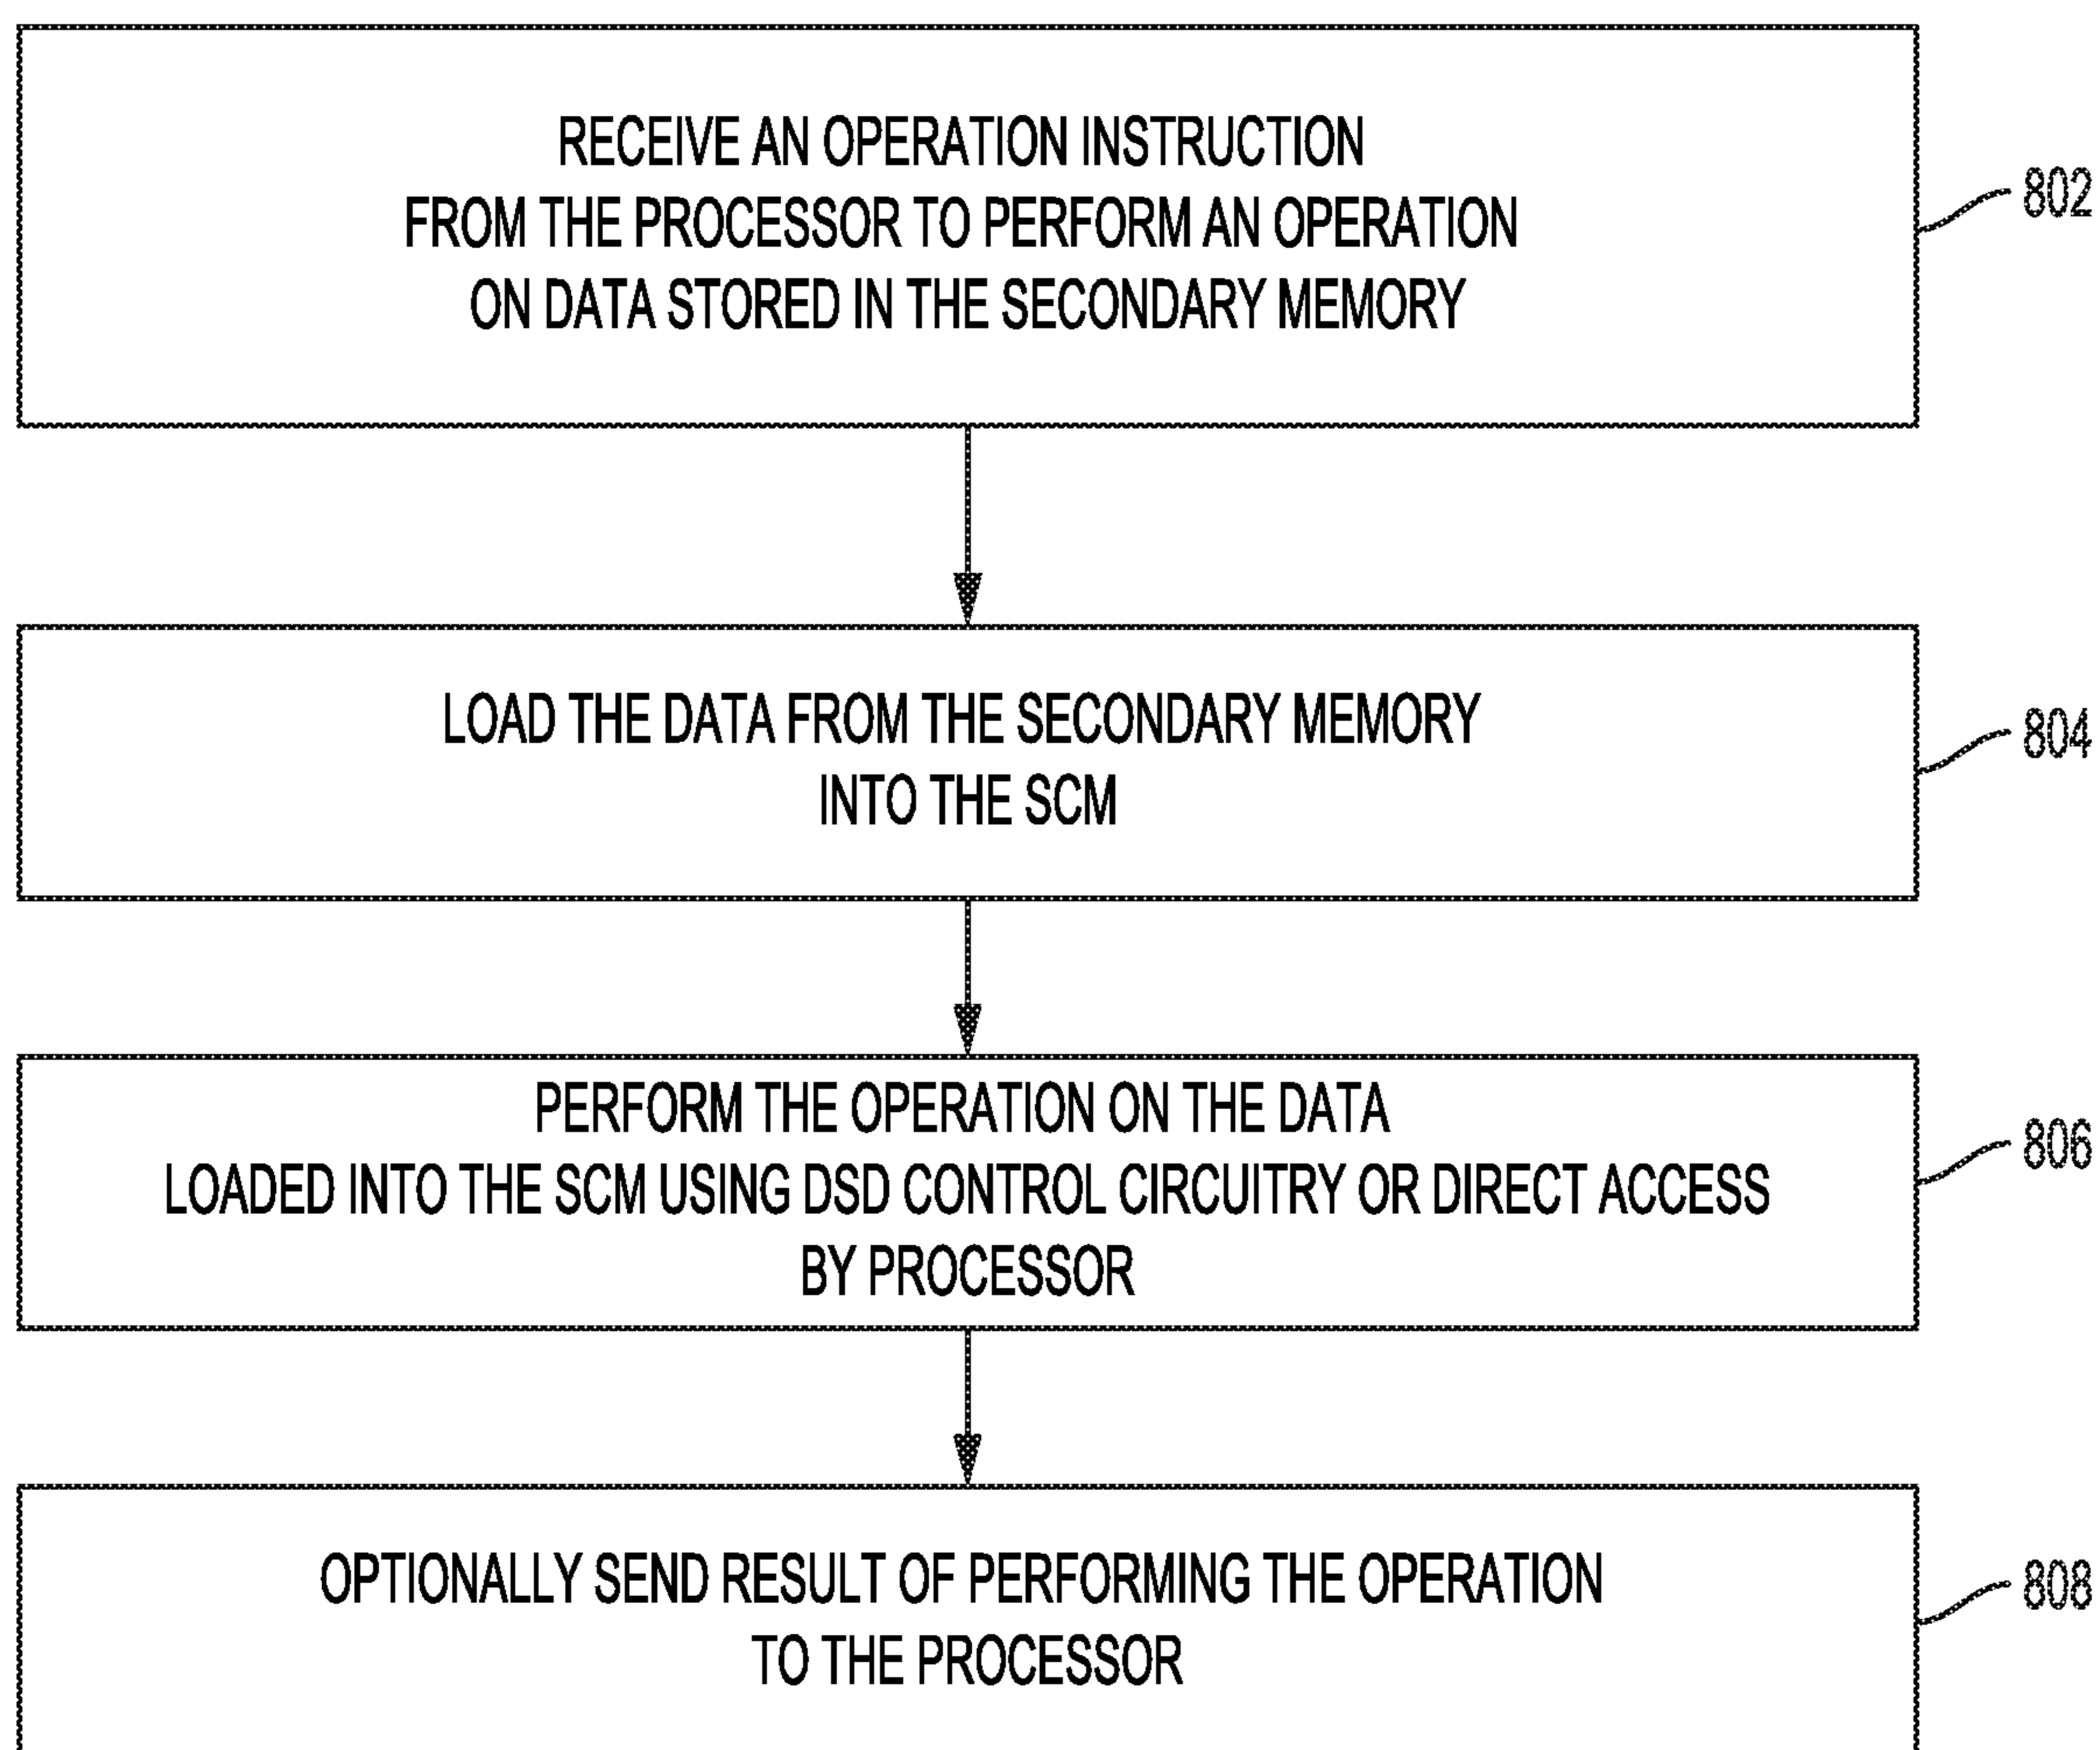 RECEIVE AN OPERATION INSTRUCTION
FROM THE PROCESSOR TO PERFORM AN OPERATION
ON DATA STORED IN THE SECONDARY MEMORY
802
LOAD THE DATA FROM THE SECONDARY MEMORY
INTO THE SCM
804
PERFORM THE OPERATION ON THE DATA
LOADED INTO THE SCM USING DSD CONTROL CIRCUITRY OR DIRECT ACCESS
BY PROCESSOR
806
OPTIONALLY SEND RESULT OF PERFORMING THE OPERATION
TO THE PROCESSOR
808